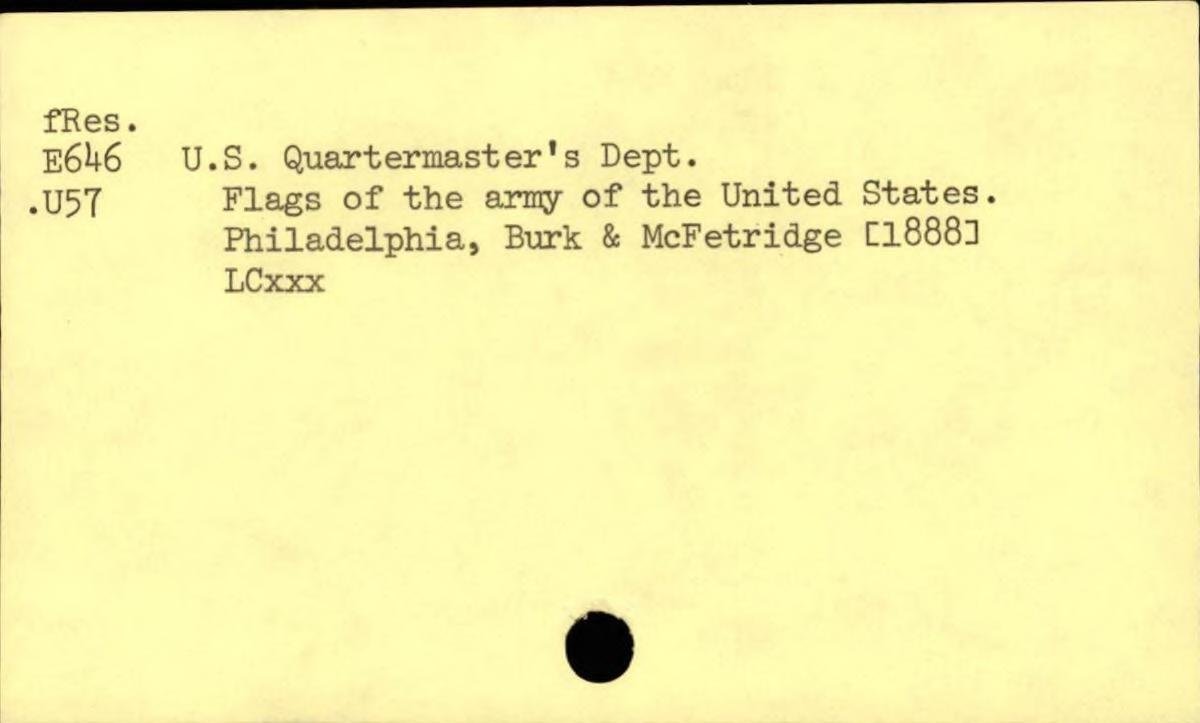 fRes.
E646 U.S. Quartermaster's Dept.
.U57 Flags of the army of the United States.
Philadelphia, Burk & McFetridge [1888]
LCxxx